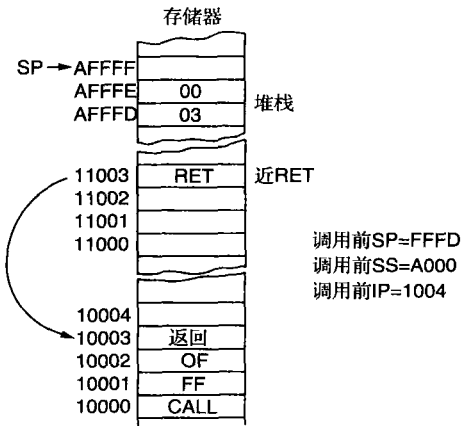 存储器
SP AFFFF
AFFFE 00
AFFFD 03
堆栈
11003 RET 近RET
11002
11001
11000
调用前SP=FFFD
调用前SS=A000
调用前IP=1004
10004
10003 返回
10002 OF
10001 FF
10000 CALL